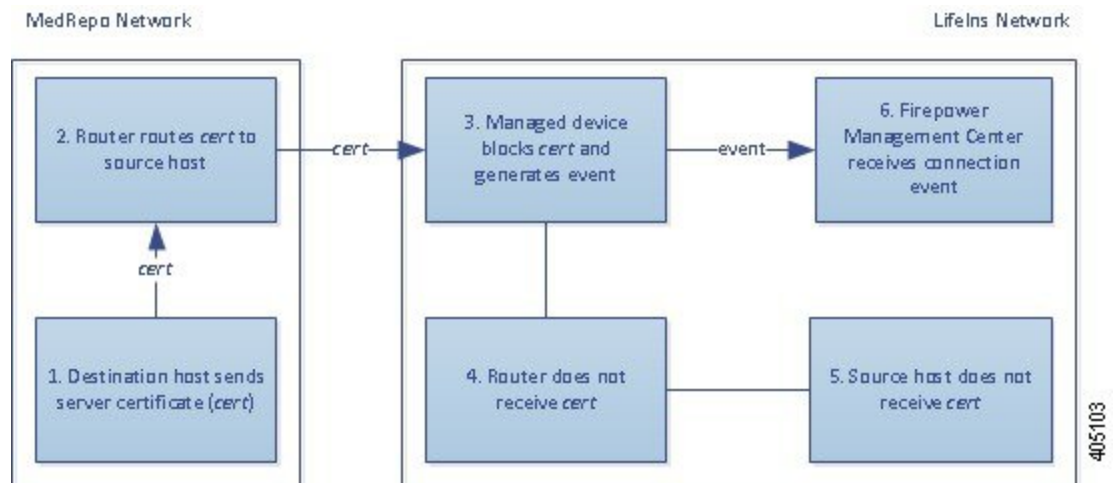 MedRepo Network
LifeIns Network
2. Router routes cert to
source host
cert
3. Managed device
blocks cert and
generates event
event
6. Firepower
Management Center
receives connection
event
cert
1. Destination host sends
server certificate (cert)
4. Router does not
receive cert
5. Source host does not
receive cert
405103